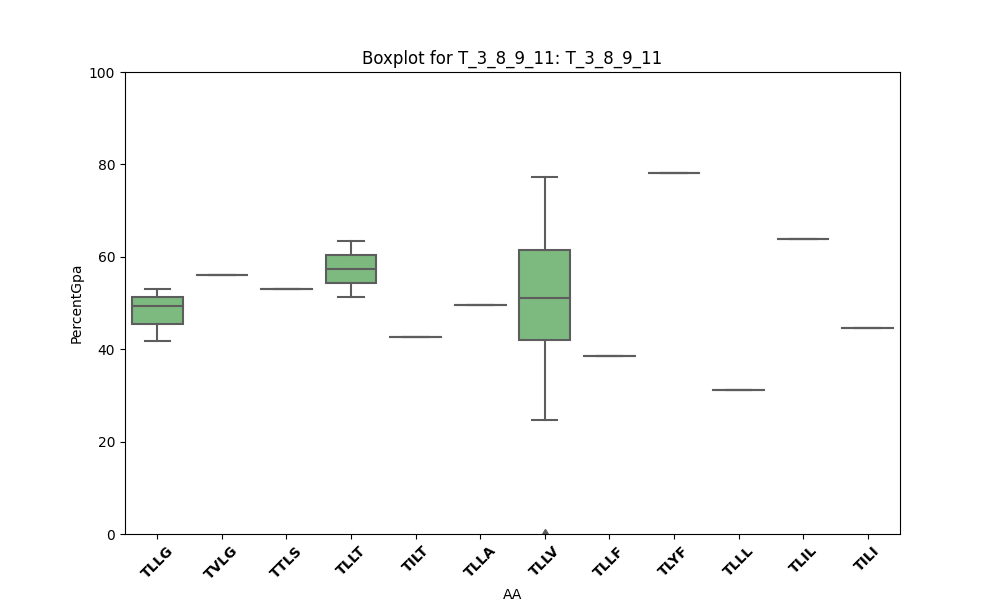 Boxplot for T_3_8_9_11: T_3_8_9_11
100
80
60
40
20
0
PercentGpa
TLLG
TVLG
TTLS
TLLT
TILT
TLLA
TLLV
TLLF
TLYF
TLLL
TLIL
TILI
AA